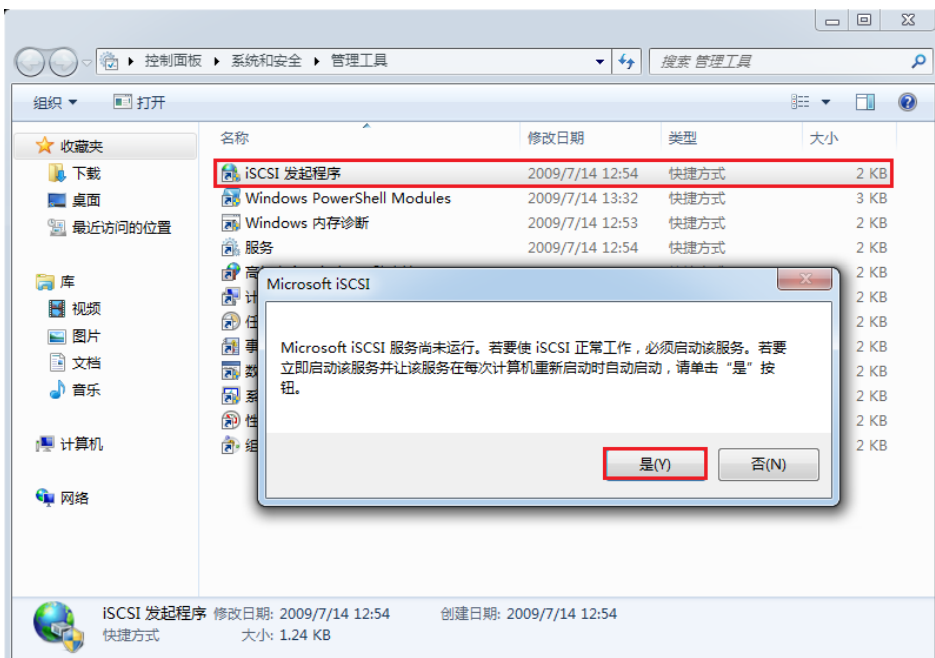 控制面板 ▸ 系统和安全 ▸ 管理工具
搜索 管理工具
组织 打开
收藏夹
下载
桌面
最近访问的位置
库
视频
图片
文档
音乐
计算机
网络
名称 修改日期 类型 大小
iSCSI 发起程序 2009/7/14 12:54 快捷方式 2 KB
Windows PowerShell Modules 2009/7/14 13:32 快捷方式 3 KB
Windows 内存诊断 2009/7/14 12:53 快捷方式 2 KB
服务 2009/7/14 12:54 快捷方式 2 KB
高 2 KB
计 2 KB
任 2 KB
事 2 KB
数 2 KB
系 2 KB
性 2 KB
组 2 KB
Microsoft iSCSI
Microsoft iSCSI 服务尚未运行。若要使 iSCSI 正常工作，必须启动该服务。若要
立即启动该服务并让该服务在每次计算机重新启动时自动启动，请单击“是”按
钮。
是(Y) 否(N)
iSCSI 发起程序 修改日期: 2009/7/14 12:54 创建日期: 2009/7/14 12:54
快捷方式 大小: 1.24 KB